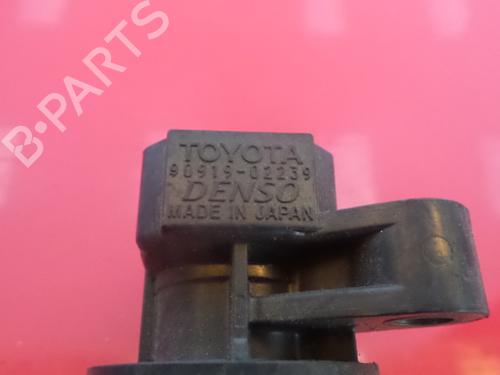 B-PARTS
TOYOTA
90919-02239
DENSO
MADE IN JAPAN